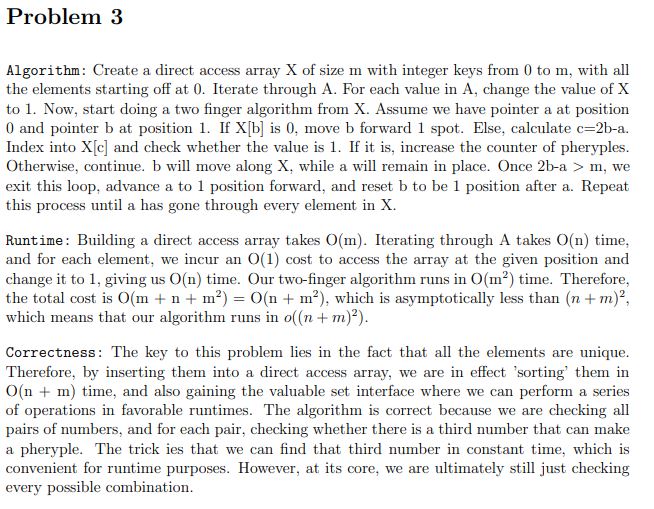 Problem 3
Algorithm: Create a direct access array X of size m with integer keys from 0 to m, with all
the elements starting off at 0. Iterate through A. For each value in A, change the value of X
to 1. Now, start doing a two finger algorithm from X. Assume we have pointer a at position
0 and pointer b at position 1. If X[b] is 0, move b forward 1 spot. Else, calculate c=2b-a.
Index into X[c] and check whether the value is 1. If it is, increase the counter of pheryples.
Otherwise, continue. b will move along X, while a will remain in place. Once 2b-a > m, we
exit this loop, advance a to 1 position forward, and reset b to be 1 position after a. Repeat
this process until a has gone through every element in X.
Runtime: Building a direct access array takes O(m). Iterating through A takes O(n) time,
and for each element, we incur an O(1) cost to access the array at the given position and
change it to 1, giving us O(n) time. Our two-finger algorithm runs in O(m²) time. Therefore,
the total cost is O(m + n + m²) = O(n + m²), which is asymptotically less than (n + m)²,
which means that our algorithm runs in o((n + m)²).
Correctness: The key to this problem lies in the fact that all the elements are unique.
Therefore, by inserting them into a direct access array, we are in effect 'sorting' them in
O(n + m) time, and also gaining the valuable set interface where we can perform a series
of operations in favorable runtimes. The algorithm is correct because we are checking all
pairs of numbers, and for each pair, checking whether there is a third number that can make
a pheryple. The trick ies that we can find that third number in constant time, which is
convenient for runtime purposes. However, at its core, we are ultimately still just checking
every possible combination.